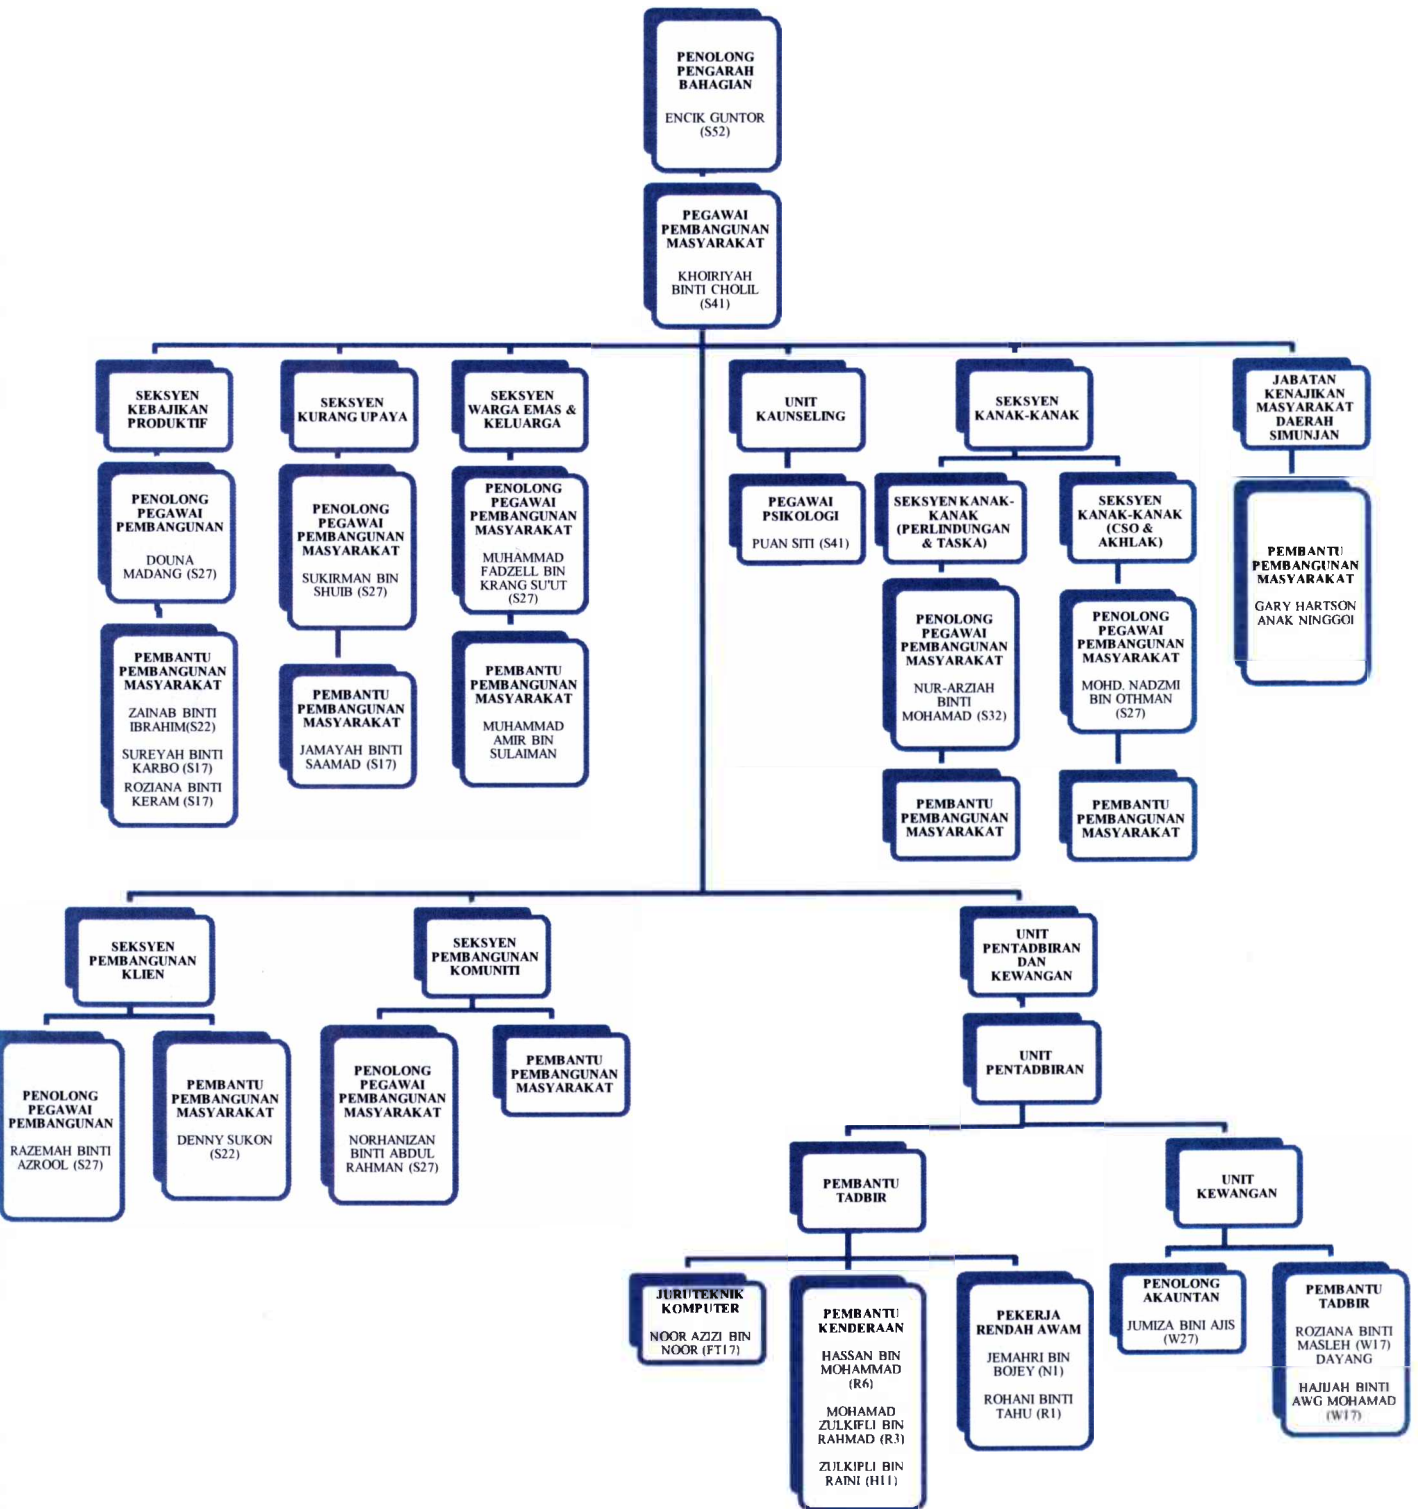 PENOLONG
PENGARAH
BAHAGIAN
ENCIK GUNTOR
(S52)
PEGAWAI
PEMBANGUNAN
MASYARAKAT
KHOIRIYAH
BINTI CHOLIL
(S41)
SEKSYEN
KEBAJIKAN
PRODUKTIF
PENOLONG
PEGAWAI
PEMBANGUNAN
DOUNA
MADANG (S27)
PEMBANTU
PEMBANGUNAN
MASYARAKAT
ZAINAB BINTI
IBRAHIM(S22)
SUREYAH BINTI
KARBO (S17)
ROZIANA BINTI
KERAM (S17)
SEKSYEN
KURANG UPAYA
PENOLONG
PEGAWAI
PEMBANGUNAN
MASYARAKAT
SUKIRMAN BIN
SHUIB (S27)
PEMBANTU
PEMBANGUNAN
MASYARAKAT
JAMAYAH BINTI
SAAMAD (S17)
SEKSYEN
WARGA EMAS &
KELUARGA
PENOLONG
PEGAWAI
PEMBANGUNAN
MASYARAKAT
MUHAMMAD
FADZELL BIN
KRANG SU'UT
(S27)
PEMBANTU
PEMBANGUNAN
MASYARAKAT
MUHAMMAD
AMIR BIN
SULAIMAN
UNIT
KAUNSELING
PEGAWAI
PSIKOLOGI
PUAN SITI (S41)
SEKSYEN
KANAK-KANAK
SEKSYEN KANAK-
KANAK
(PERLINDUNGAN
& TASKA)
PENOLONG
PEGAWAI
PEMBANGUNAN
MASYARAKAT
NUR-ARZIAH
BINTI
MOHAMAD (S32)
PEMBANTU
PEMBANGUNAN
MASYARAKAT
SEKSYEN
KANAK-KANAK
(CSO &
AKHLAK)
PENOLONG
PEGAWAI
PEMBANGUNAN
MASYARAKAT
MOHD. NADZMI
BIN OTHMAN
(S27)
PEMBANTU
PEMBANGUNAN
MASYARAKAT
JABATAN
KENAJIKAN
MASYARAKAT
DAERAH
SIMUNJAN
PEMBANTU
PEMBANGUNAN
MASYARAKAT
GARY HARTSON
ANAK NINGGOI
SEKSYEN
PEMBANGUNAN
KLIEN
PENOLONG
PEGAWAI
PEMBANGUNAN
RAZEMAH BINTI
AZROOL (S27)
PEMBANTU
PEMBANGUNAN
MASYARAKAT
DENNY SUKON
(S22)
SEKSYEN
PEMBANGUNAN
KOMUNITI
PENOLONG
PEGAWAI
PEMBANGUNAN
MASYARAKAT
NORHANIZAN
BINTI ABDUL
RAHMAN (S27)
PEMBANTU
PEMBANGUNAN
MASYARAKAT
UNIT
PENTADBIRAN
DAN
KEWANGAN
UNIT
PENTADBIRAN
PEMBANTU
TADBIR
JURUTEKNIK
KOMPUTER
NOOR AZIZI BIN
NOOR (FT17)
PEMBANTU
KENDERAAN
HASSAN BIN
MOHAMMAD
(R6)
MOHAMAD
ZULKIFLI BIN
RAHMAD (R3)
ZULKIPLI BIN
RAINI (H11)
PEKERJA
RENDAH AWAM
JEMAHRI BIN
BOJEY (N1)
ROHANI BINTI
TAHU (R1)
UNIT
KEWANGAN
PENOLONG
AKAUNTAN
JUMIZA BINI AJIS
(W27)
PEMBANTU
TADBIR
ROZIANA BINTI
MASLEH (W17)
DAYANG
HAJIJAH BINTI
AWG MOHAMAD
(W17)